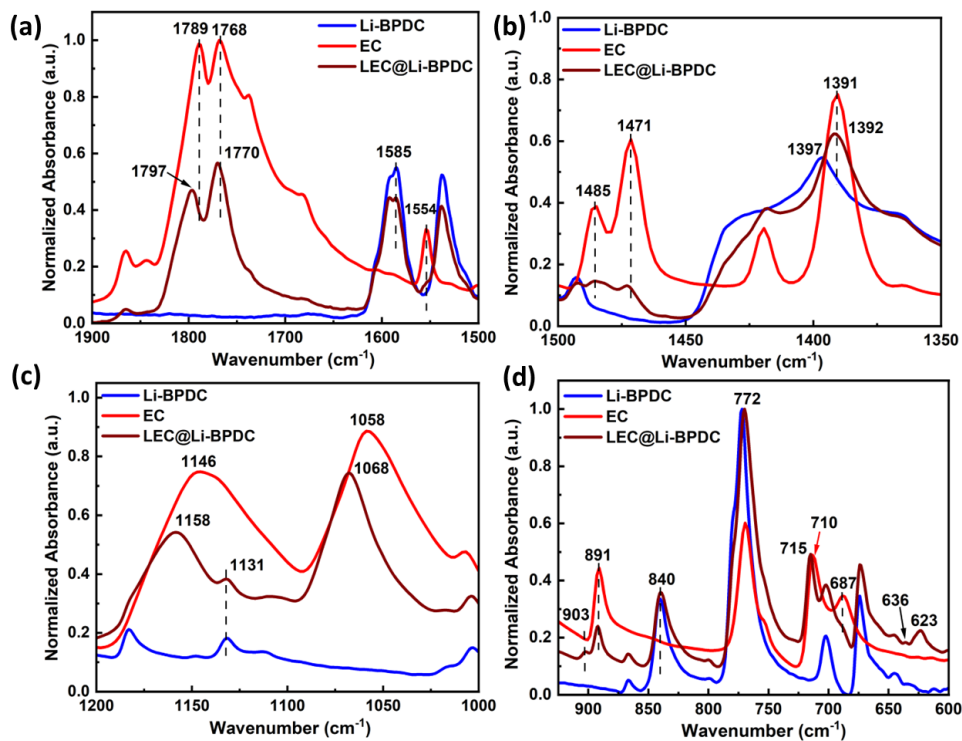 (a)
1789
1768
Li-BPDC
EC
LEC@Li-BPDC
1797
1770
1585
1554
Normalized Absorbance (a.u.)
1.0
0.8
0.6
0.4
0.2
0.0
1900
1800
1700
1600
1500
Wavenumber (cm-1)
(b)
Li-BPDC
EC
LEC@Li-BPDC
1485
1471
1397
1391
1392
Normalized Absorbance (a.u.)
1.0
0.8
0.6
0.4
0.2
0.0
1500
1450
1400
1350
Wavenumber (cm-1)
(c)
Li-BPDC
EC
LEC@Li-BPDC
1146
1158
1131
1058
1068
Normalized Absorbance (a.u.)
1.0
0.8
0.6
0.4
0.2
0.0
1200
1150
1100
1050
1000
Wavenumber (cm-1)
(d)
Li-BPDC
EC
LEC@Li-BPDC
772
903
891
840
715
710
687
636
623
Normalized Absorbance (a.u.)
1.0
0.8
0.6
0.4
0.2
0.0
900
850
800
750
700
650
600
Wavenumber (cm-1)